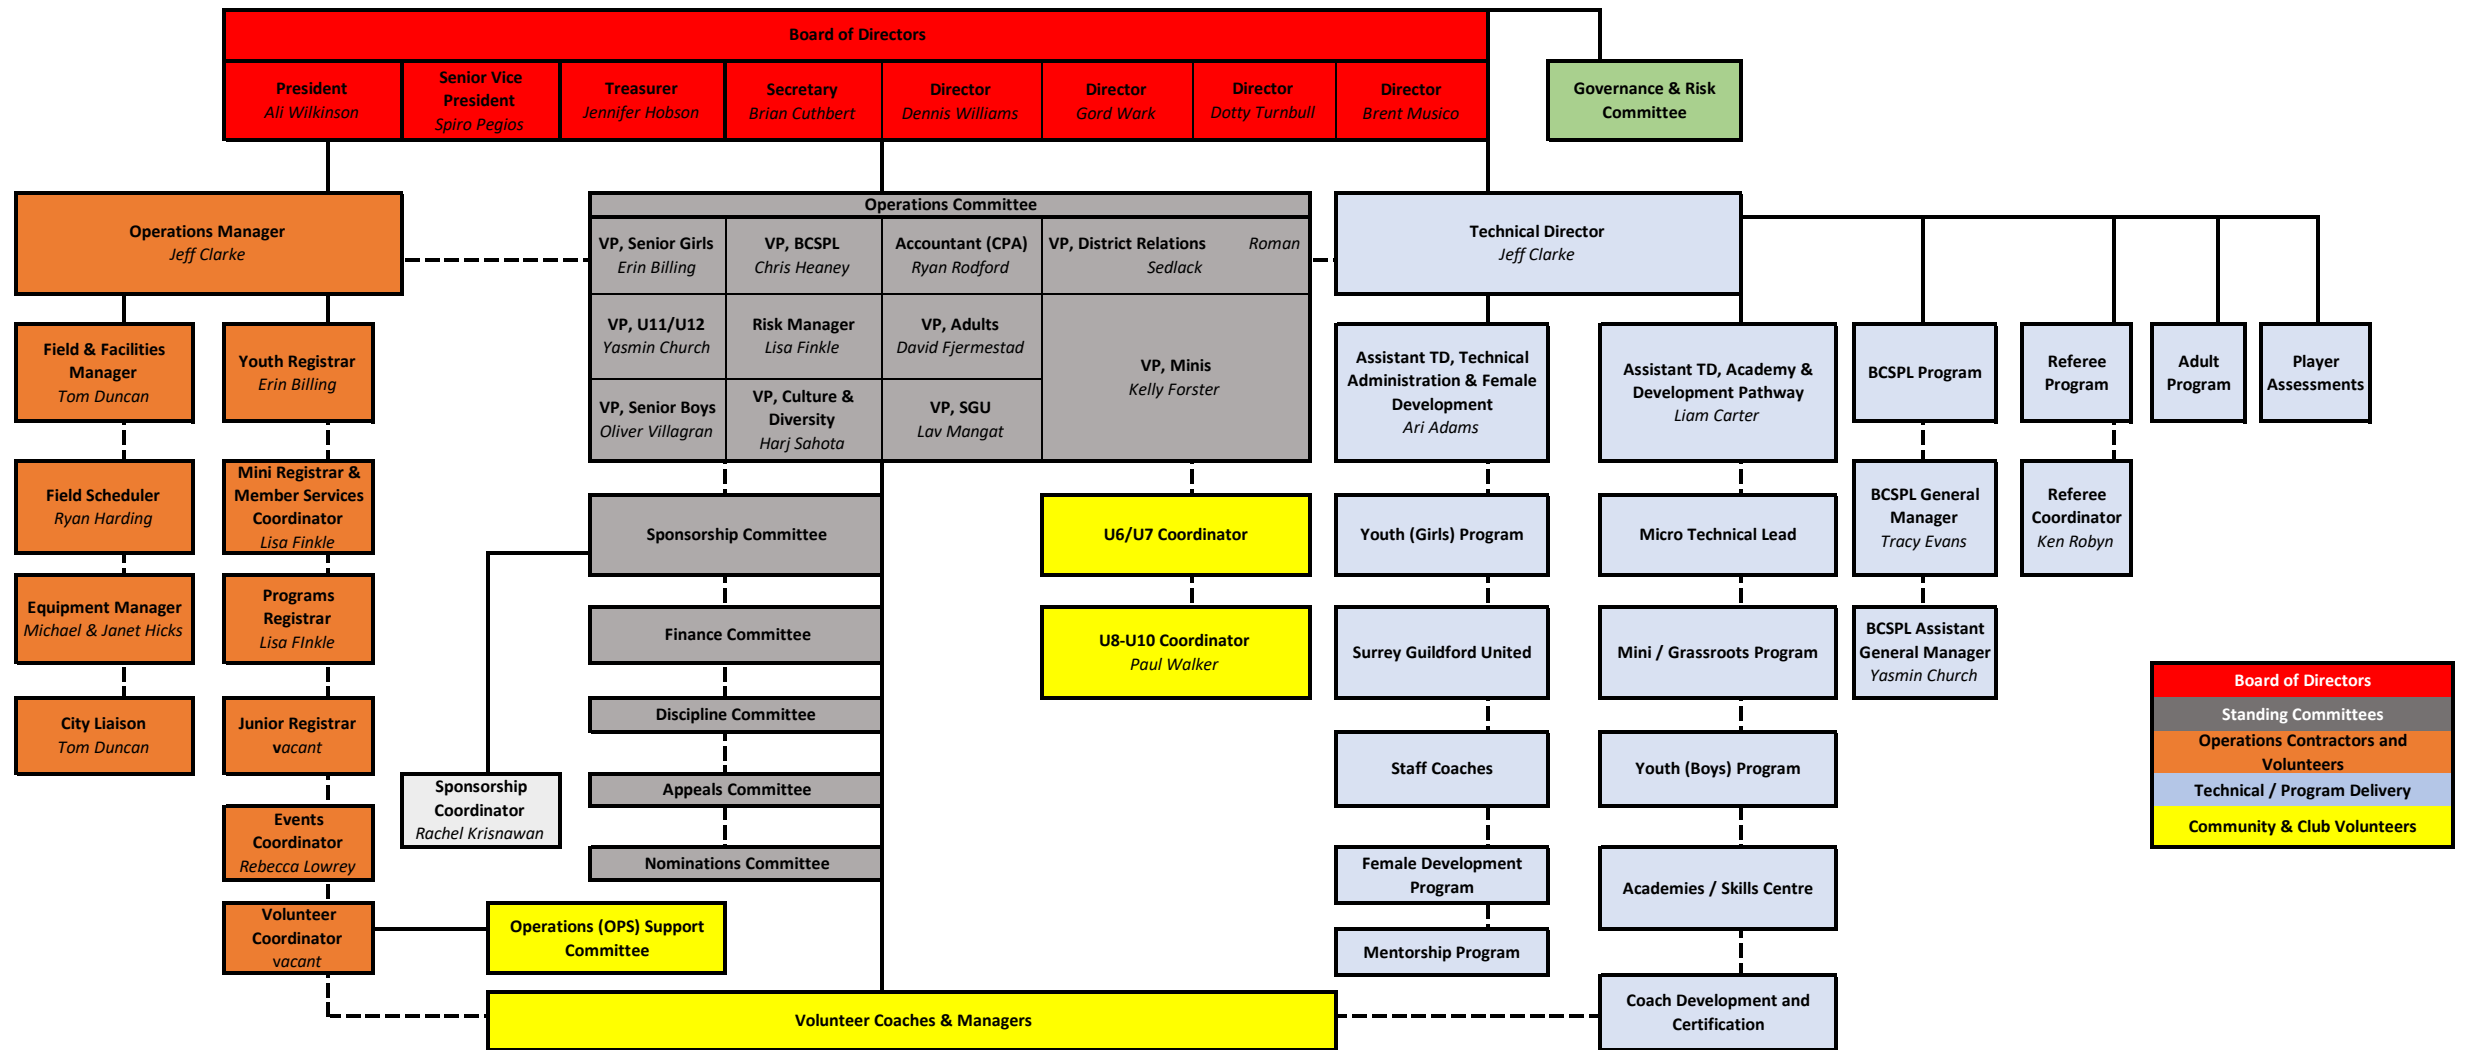 Board of Directors
President
Ali Wilkinson
Senior Vice
President
Spiro Pegios
Treasurer
Jennifer Hobson
Secretary
Brian Cuthbert
Director
Dennis Williams
Director
Gord Wark
Director
Dotty Turnbull
Director
Brent Musico
Governance & Risk
Committee
Operations Manager
Jeff Clarke
Operations Committee
VP, Senior Girls
Erin Billing
VP, BCSPL
Chris Heaney
Accountant (CPA)
Ryan Rodford
VP, District Relations Roman
Sedlack
VP, U11/U12
Yasmin Church
Risk Manager
Lisa Finkle
VP, Adults
David Fjermestad
VP, Minis
Kelly Forster
VP, Senior Boys
Oliver Villagran
VP, Culture &
Diversity
Harj Sahota
VP, SGU
Lav Mangat
Technical Director
Jeff Clarke
Field & Facilities
Manager
Tom Duncan
Youth Registrar
Erin Billing
Assistant TD, Technical
Administration & Female
Development
Ari Adams
Assistant TD, Academy &
Development Pathway
Liam Carter
BCSPL Program
Referee
Program
Adult
Program
Player
Assessments
Field Scheduler
Ryan Harding
Mini Registrar &
Member Services
Coordinator
Lisa Finkle
Sponsorship Committee
U6/U7 Coordinator
Youth (Girls) Program
Micro Technical Lead
BCSPL General
Manager
Tracy Evans
Referee
Coordinator
Ken Robyn
Equipment Manager
Michael & Janet Hicks
Programs
Registrar
Lisa FInkle
Finance Committee
U8-U10 Coordinator
Paul Walker
Surrey Guildford United
Mini / Grassroots Program
BCSPL Assistant
General Manager
Yasmin Church
City Liaison
Tom Duncan
Junior Registrar
vacant
Discipline Committee
Staff Coaches
Youth (Boys) Program
Sponsorship
Coordinator
Rachel Krisnawan
Appeals Committee
Events
Coordinator
Rebecca Lowrey
Nominations Committee
Female Development
Program
Academies / Skills Centre
Volunteer
Coordinator
vacant
Operations (OPS) Support
Committee
Mentorship Program
Volunteer Coaches & Managers
Coach Development and
Certification
Board of Directors
Standing Committees
Operations Contractors and
Volunteers
Technical / Program Delivery
Community & Club Volunteers